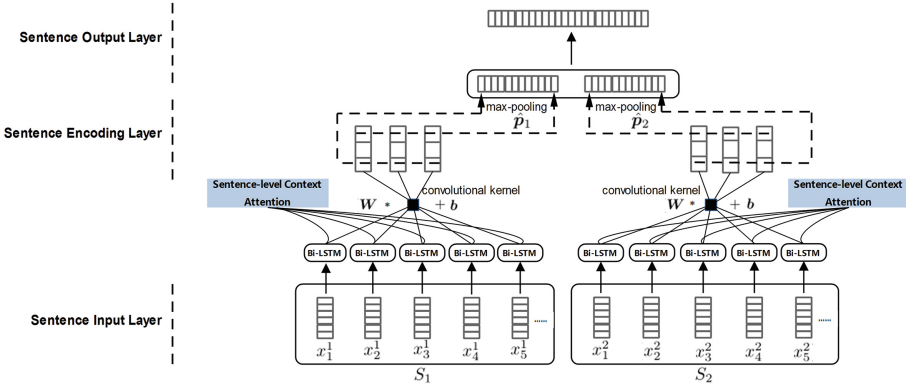 Sentence Output Layer
max-pooling max-pooling
p̂₁ p̂₂
Sentence Encoding Layer
Sentence-level Context
Attention
convolutional kernel
W * + b
convolutional kernel
W * + b
Sentence-level Context
Attention
Bi-LSTM Bi-LSTM Bi-LSTM Bi-LSTM Bi-LSTM Bi-LSTM Bi-LSTM Bi-LSTM Bi-LSTM Bi-LSTM
Sentence Input Layer
...... ......
x₁¹ x₂¹ x₃¹ x₄¹ x₅¹ x₁² x₂² x₃² x₄² x₅²
S₁ S₂